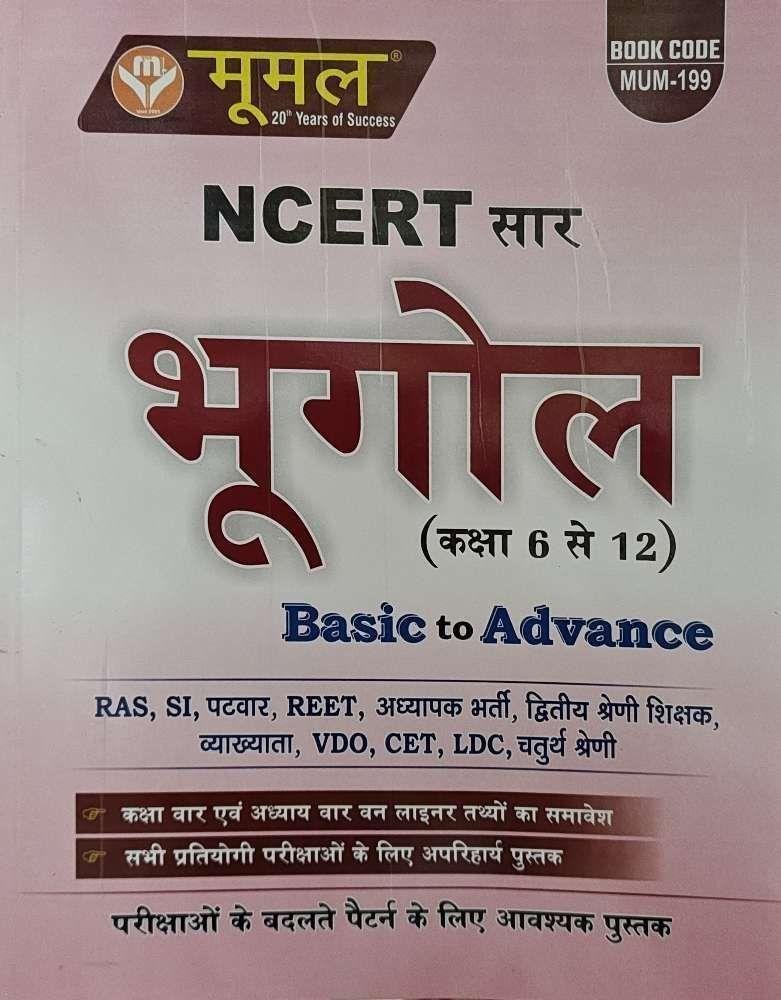 मूमल®
20th Years of Success
BOOK CODE
MUM-199
NCERT सार
भूगोल
(कक्षा 6 से 12)
Basic to Advance
RAS, SI, पटवार, REET, अध्यापक भर्ती, द्वितीय श्रेणी शिक्षक,
व्याख्याता, VDO, CET, LDC, चतुर्थ श्रेणी
कक्षा वार एवं अध्याय वार वन लाइनर तथ्यों का समावेश
सभी प्रतियोगी परीक्षाओं के लिए अपरिहार्य पुस्तक
परीक्षाओं के बदलते पैटर्न के लिए आवश्यक पुस्तक